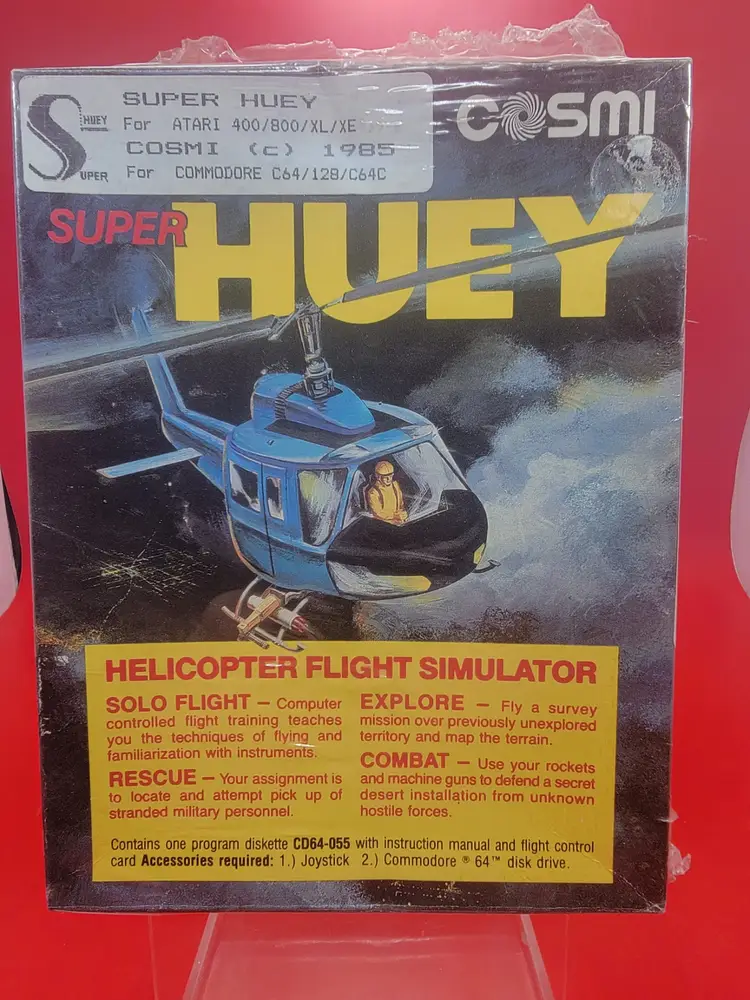 SUPER HUEY
HUEY
For ATARI 400/800/XL/XE
COSMI (c) 1985
UPER
For COMMODORE C64/128/C64C
COSMI
SUPER HUEY
HELICOPTER FLIGHT SIMULATOR
SOLO FLIGHT – Computer
controlled flight training teaches
you the techniques of flying and
familiarization with instruments.
RESCUE – Your assignment is
to locate and attempt pick up of
stranded military personnel.
EXPLORE – Fly a survey
mission over previously unexplored
territory and map the terrain.
COMBAT – Use your rockets
and machine guns to defend a secret
desert installation from unknown
hostile forces.
Contains one program diskette CD64-055 with instruction manual and flight control
card Accessories required: 1.) Joystick 2.) Commodore ® 64™ disk drive.